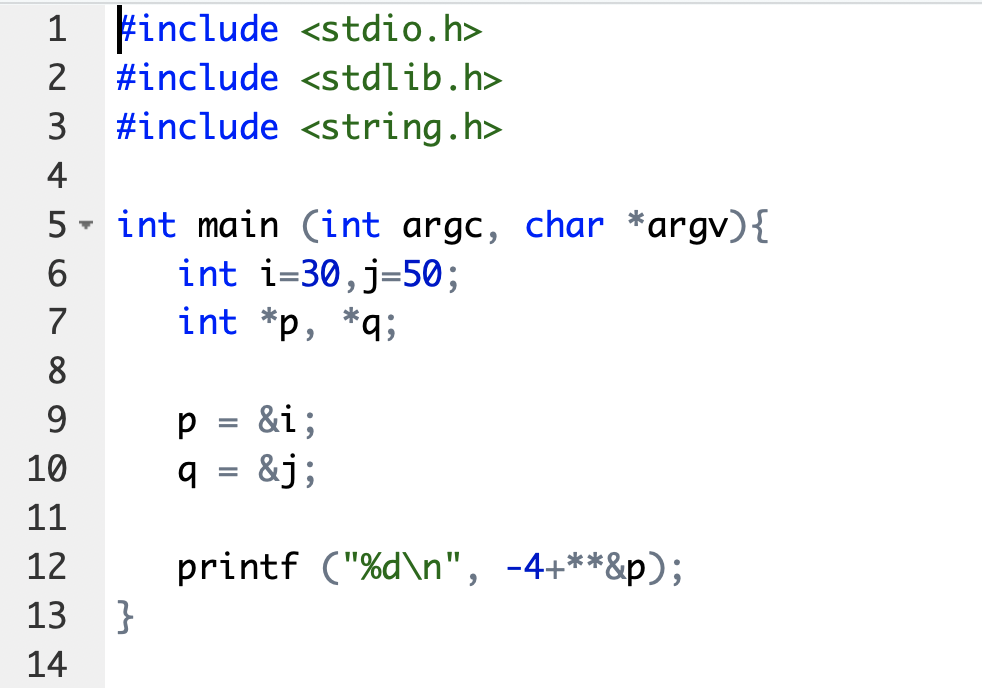 1 #include <stdio.h>
2 #include <stdlib.h>
3 #include <string.h>
4
5 int main (int argc, char *argv){
6    int i=30,j=50;
7    int *p, *q;
8
9    p = &i;
10    q = &j;
11
12    printf ("%d\n", -4+**&p);
13 }
14